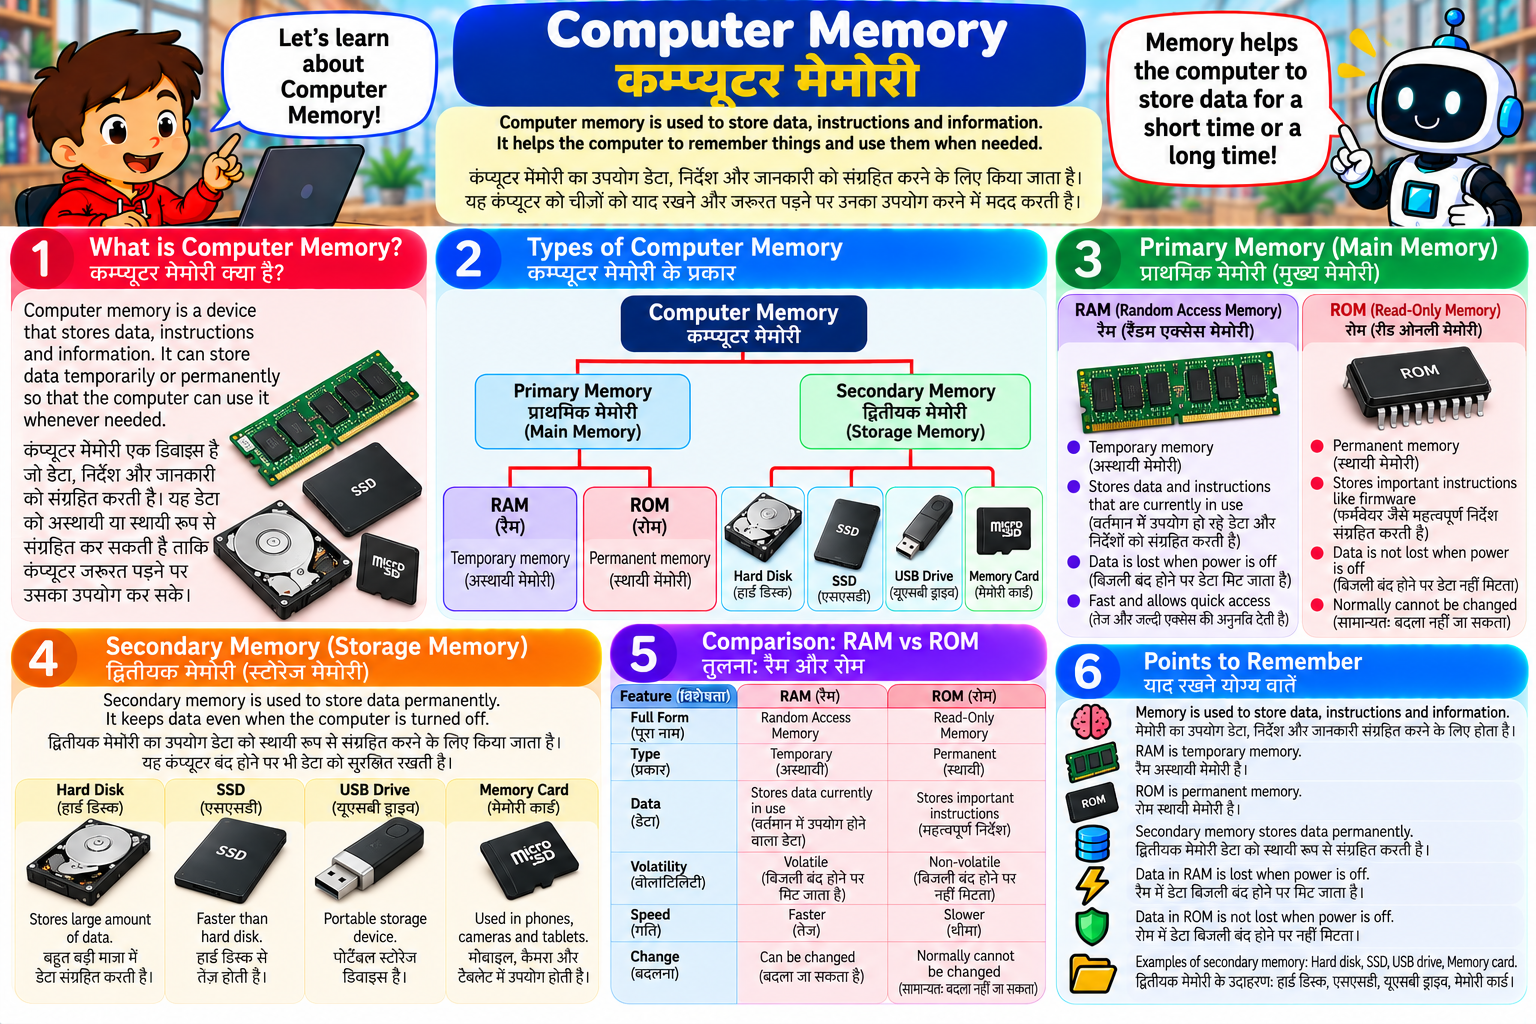 Let's learn
about
Computer
Memory!
Computer Memory
कम्प्यूटर मेमोरी
Computer memory is used to store data, instructions and information.
It helps the computer to remember things and use them when needed.
कंप्यूटर मेमोरी का उपयोग डेटा, निर्देश और जानकारी को संग्रहित करने के लिए किया जाता है।
यह कंप्यूटर को चीज़ों को याद रखने और जरूरत पड़ने पर उनका उपयोग करने में मदद करती है।
Memory helps
the computer to
store data for a
short time or a
long time!
1
What is Computer Memory?
कम्प्यूटर मेमोरी क्या है?
Computer memory is a device
that stores data, instructions
and information. It can store
data temporarily or permanently
so that the computer can use it
whenever needed.
कंप्यूटर मेमोरी एक डिवाइस है
जो डेटा, निर्देश और जानकारी
को संग्रहित करती है। यह डेटा
को अस्थायी या स्थायी रूप से
संग्रहित कर सकती है ताकि
कंप्यूटर जरूरत पड़ने पर
उसका उपयोग कर सके।
SSD
micro
SD
2
Types of Computer Memory
कम्प्यूटर मेमोरी के प्रकार
Computer Memory
कम्प्यूटर मेमोरी
Primary Memory
प्राथमिक मेमोरी
(Main Memory)
Secondary Memory
द्वितीयक मेमोरी
(Storage Memory)
RAM
(रैम)
Temporary memory
(अस्थायी मेमोरी)
ROM
(रोम)
Permanent memory
(स्थायी मेमोरी)
Hard Disk
(हार्ड डिस्क)
SSD
SSD
(एसएसडी)
USB Drive
(यूएसबी ड्राइव)
micro
SD
Memory Card
(मेमोरी कार्ड)
3
Primary Memory (Main Memory)
प्राथमिक मेमोरी (मुख्य मेमोरी)
RAM (Random Access Memory)
रैम (रैंडम एक्सेस मेमोरी)
Temporary memory
(अस्थायी मेमोरी)
Stores data and instructions
that are currently in use
(वर्तमान में उपयोग हो रहे डेटा और
निर्देशों को संग्रहित करती है)
Data is lost when power is off
(बिजली बंद होने पर डेटा मिट जाता है)
Fast and allows quick access
(तेज और जल्दी एक्सेस की अनुमति देती है)
ROM (Read-Only Memory)
रोम (रीड ओनली मेमोरी)
ROM
Permanent memory
(स्थायी मेमोरी)
Stores important instructions
like firmware
(फर्मवेयर जैसे महत्वपूर्ण निर्देश
संग्रहित करती है)
Data is not lost when power
is off
(बिजली बंद होने पर डेटा नहीं मिटता)
Normally cannot be changed
(सामान्यतः बदला नहीं जा सकता)
4
Secondary Memory (Storage Memory)
द्वितीयक मेमोरी (स्टोरेज मेमोरी)
Secondary memory is used to store data permanently.
It keeps data even when the computer is turned off.
द्वितीयक मेमोरी का उपयोग डेटा को स्थायी रूप से संग्रहित करने के लिए किया जाता है।
यह कंप्यूटर बंद होने पर भी डेटा को सुरक्षित रखती है।
Hard Disk
(हार्ड डिस्क)
Stores large amount
of data.
बहुत बड़ी मात्रा में
डेटा संग्रहित करती है।
SSD
(एसएसडी)
SSD
Faster than
hard disk.
हार्ड डिस्क से
तेज़ होती है।
USB Drive
(यूएसबी ड्राइव)
Portable storage
device.
पोर्टेबल स्टोरेज
डिवाइस है।
Memory Card
(मेमोरी कार्ड)
micro
SD
Used in phones,
cameras and tablets.
मोबाइल, कैमरा और
टैबलेट में उपयोग होती है।
5
Comparison: RAM vs ROM
तुलना: रैम और रोम
Feature (विशेषता) RAM (रैम) ROM (रोम)
Full Form
(पूरा नाम)
Random Access
Memory
Read-Only
Memory
Type
(प्रकार)
Temporary
(अस्थायी)
Permanent
(स्थायी)
Data
(डेटा)
Stores data currently
in use
(वर्तमान में उपयोग होने
वाला डेटा)
Stores important
instructions
(महत्वपूर्ण निर्देश)
Volatility
(वोलाटिलिटी)
Volatile
(बिजली बंद होने पर
मिट जाता है)
Non-volatile
(बिजली बंद होने पर
नहीं मिटता)
Speed
(गति)
Faster
(तेज)
Slower
(धीमा)
Change
(बदलना)
Can be changed
(बदला जा सकता है)
Normally cannot
be changed
(सामान्यतः बदला नहीं जा सकता)
6
Points to Remember
याद रखने योग्य बातें
Memory is used to store data, instructions and information.
मेमोरी का उपयोग डेटा, निर्देश और जानकारी संग्रहित करने के लिए होता है।
RAM is temporary memory.
रैम अस्थायी मेमोरी है।
ROM
ROM is permanent memory.
रोम स्थायी मेमोरी है।
Secondary memory stores data permanently.
द्वितीयक मेमोरी डेटा को स्थायी रूप से संग्रहित करती है।
Data in RAM is lost when power is off.
रैम में डेटा बिजली बंद होने पर मिट जाता है।
Data in ROM is not lost when power is off.
रोम में डेटा बिजली बंद होने पर नहीं मिटता।
Examples of secondary memory: Hard disk, SSD, USB drive, Memory card.
द्वितीयक मेमोरी के उदाहरण: हार्ड डिस्क, एसएसडी, यूएसबी ड्राइव, मेमोरी कार्ड।